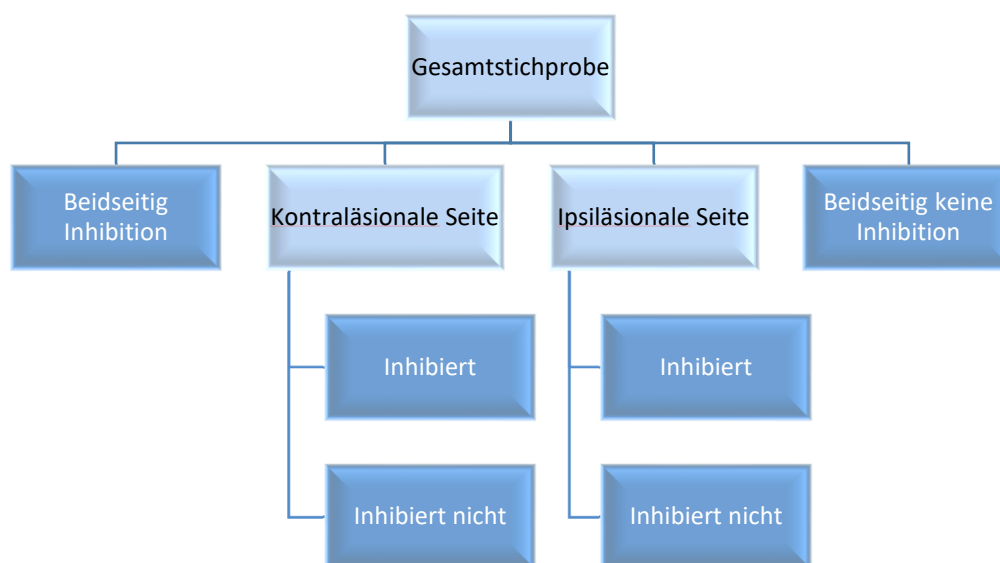 Gesamtstichprobe
Beidseitig
Inhibition
Kontraläsionale Seite
Ipsiläsionale Seite
Beidseitig keine
Inhibition
Inhibiert
Inhibiert
Inhibiert nicht
Inhibiert nicht